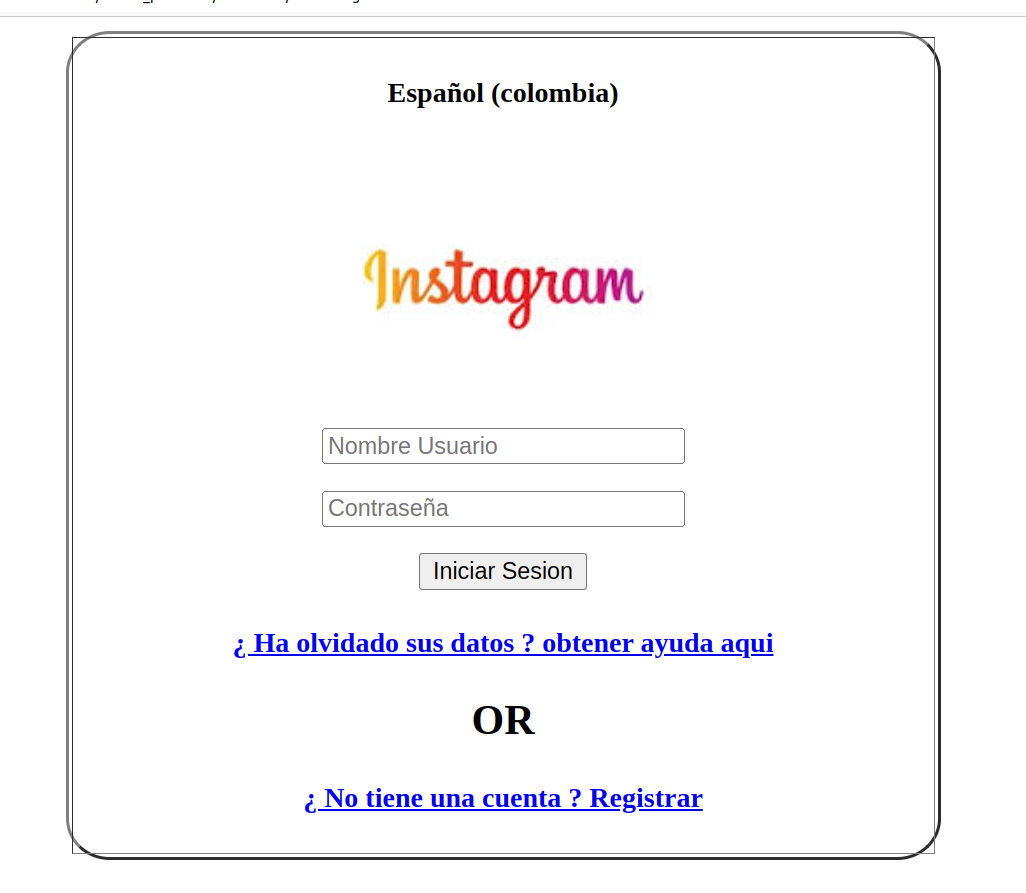 Español (colombia)
Instagram
Nombre Usuario
Contraseña
Iniciar Sesion
¿ Ha olvidado sus datos ? obtener ayuda aqui
OR
¿ No tiene una cuenta ? Registrar